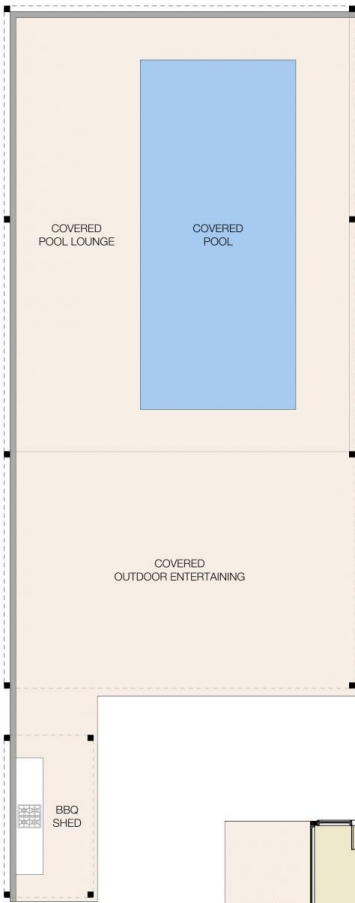 COVERED
POOL LOUNGE
COVERED
POOL
COVERED
OUTDOOR ENTERTAINING
BBQ
SHED